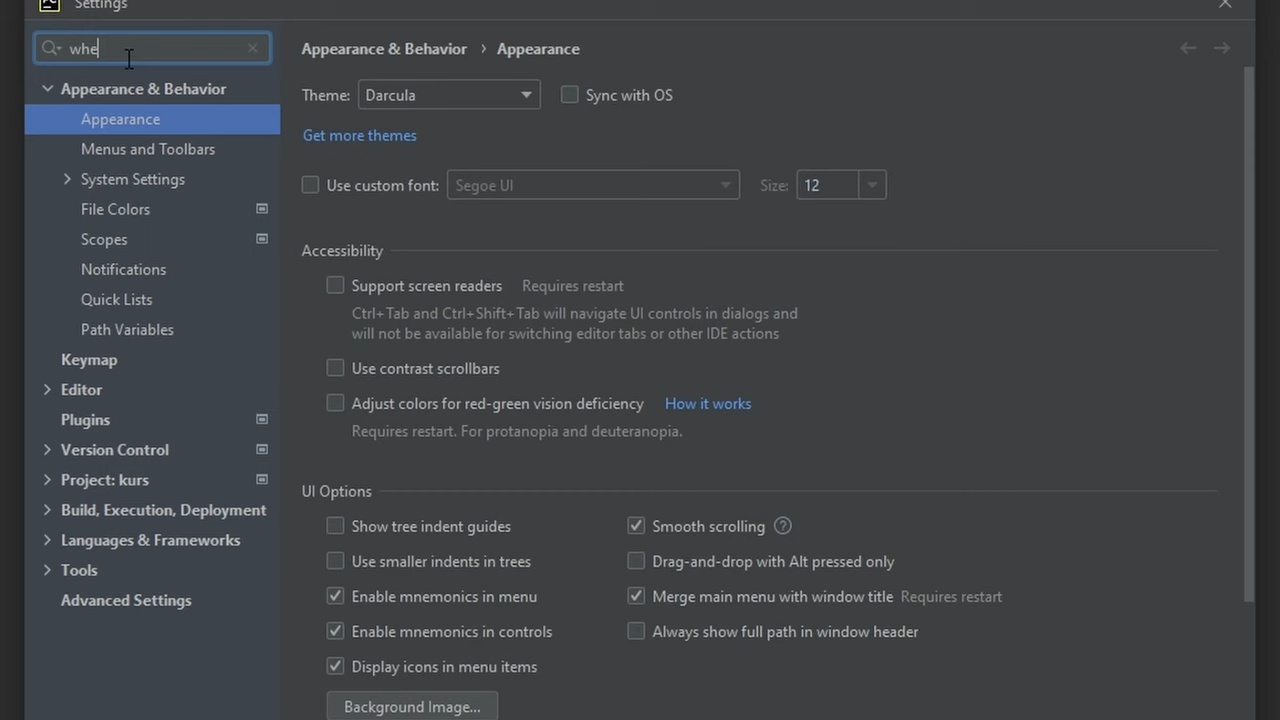 PC Settings
whe
Appearance & Behavior
Appearance
Menus and Toolbars
System Settings
File Colors
Scopes
Notifications
Quick Lists
Path Variables
Keymap
Editor
Plugins
Version Control
Project: kurs
Build, Execution, Deployment
Languages & Frameworks
Tools
Advanced Settings
Appearance & Behavior › Appearance
Theme: Darcula Sync with OS
Get more themes
Use custom font: Segoe UI Size: 12
Accessibility
Support screen readers Requires restart
Ctrl+Tab and Ctrl+Shift+Tab will navigate UI controls in dialogs and
will not be available for switching editor tabs or other IDE actions
Use contrast scrollbars
Adjust colors for red-green vision deficiency How it works
Requires restart. For protanopia and deuteranopia.
UI Options
Show tree indent guides Smooth scrolling ?
Use smaller indents in trees Drag-and-drop with Alt pressed only
Enable mnemonics in menu Merge main menu with window title Requires restart
Enable mnemonics in controls Always show full path in window header
Display icons in menu items
Background Image...